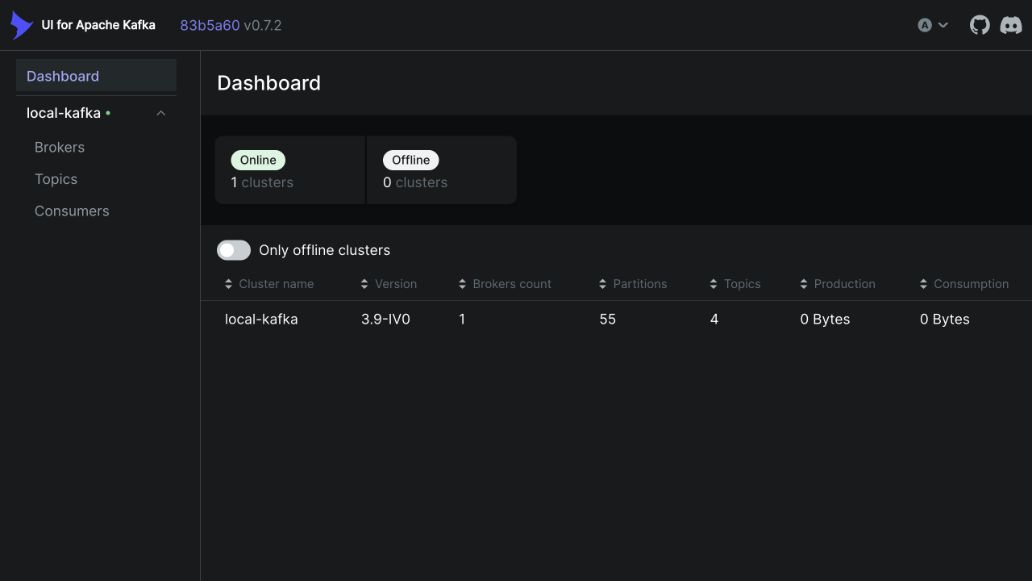 UI for Apache Kafka 83b5a60 v0.7.2 A
Dashboard
local-kafka
Brokers
Topics
Consumers
Dashboard
Online Offline
1 clusters 0 clusters
Only offline clusters
Cluster name Version Brokers count Partitions Topics Production Consumption
local-kafka 3.9-IV0 1 55 4 0 Bytes 0 Bytes